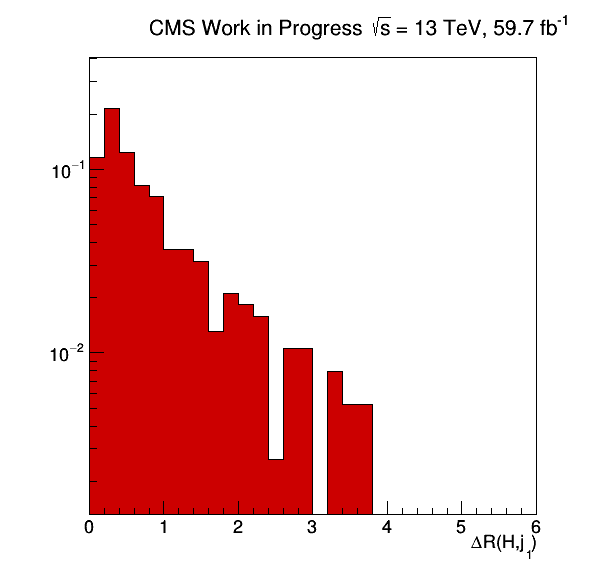 CMS Work in Progress √s = 13 TeV, 59.7 fb⁻¹
10⁻¹
10⁻²
0 1 2 3 4 5 6
ΔR(H,j₁)